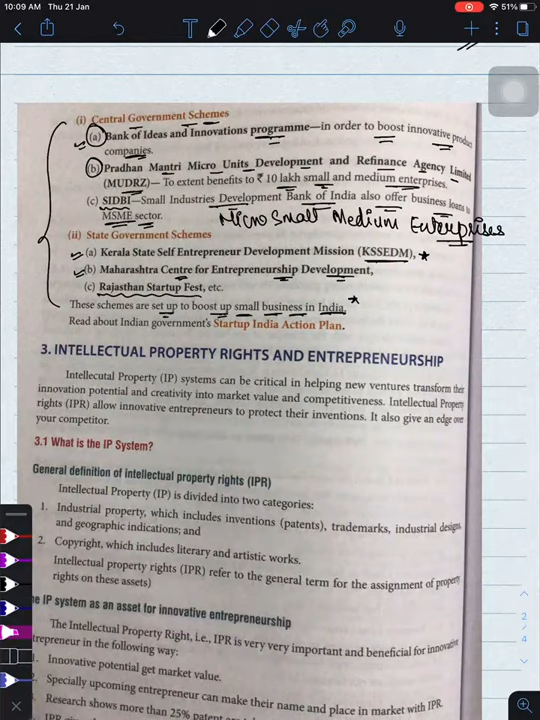 10:09 AM Thu 21 Jan
51%
(i) Central Government Schemes
(a) Bank of Ideas and Innovations programme—in order to boost innovative product
companies.
(b) Pradhan Mantri Micro Units Development and Refinance Agency Limited
(MUDRZ)– To extent benefits to ₹ 10 lakh small and medium enterprises.
(c) SIDBI— Small Industries Development Bank of India also offer business loans to
MSME sector.
Micro Small Medium Enterprises
(ii) State Government Schemes
(a) Kerala State Self Entrepreneur Development Mission (KSSEDM),
(b) Maharashtra Centre for Entrepreneurship Development,
(c) Rajasthan Startup Fest, etc.
These schemes are set up to boost up small business in India.
Read about Indian government's Startup India Action Plan.
3. INTELLECTUAL PROPERTY RIGHTS AND ENTREPRENEURSHIP
Intellecutal Property (IP) systems can be critical in helping new ventures transform their
innovation potential and creativity into market value and competitiveness. Intellectual Property
rights (IPR) allow innovative entrepreneurs to protect their inventions. It also give an edge over
your competitor.
3.1 What is the IP System?
General definition of intellectual property rights (IPR)
Intellectual Property (IP) is divided into two categories:
1. Industrial property, which includes inventions (patents), trademarks, industrial designs
and geographic indications; and
2. Copyright, which includes literary and artistic works.
Intellectual property rights (IPR) refer to the general term for the assignment of property
rights on these assets)
he IP system as an asset for innovative entrepreneurship
The Intellectual Property Right, i.e., IPR is very very important and beneficial for innovative
trepreneur in the following way:
1. Innovative potential get market value.
2. Specially upcoming entrepreneur can make their name and place in market with IPR.
Research shows more than 25% patent
2
4